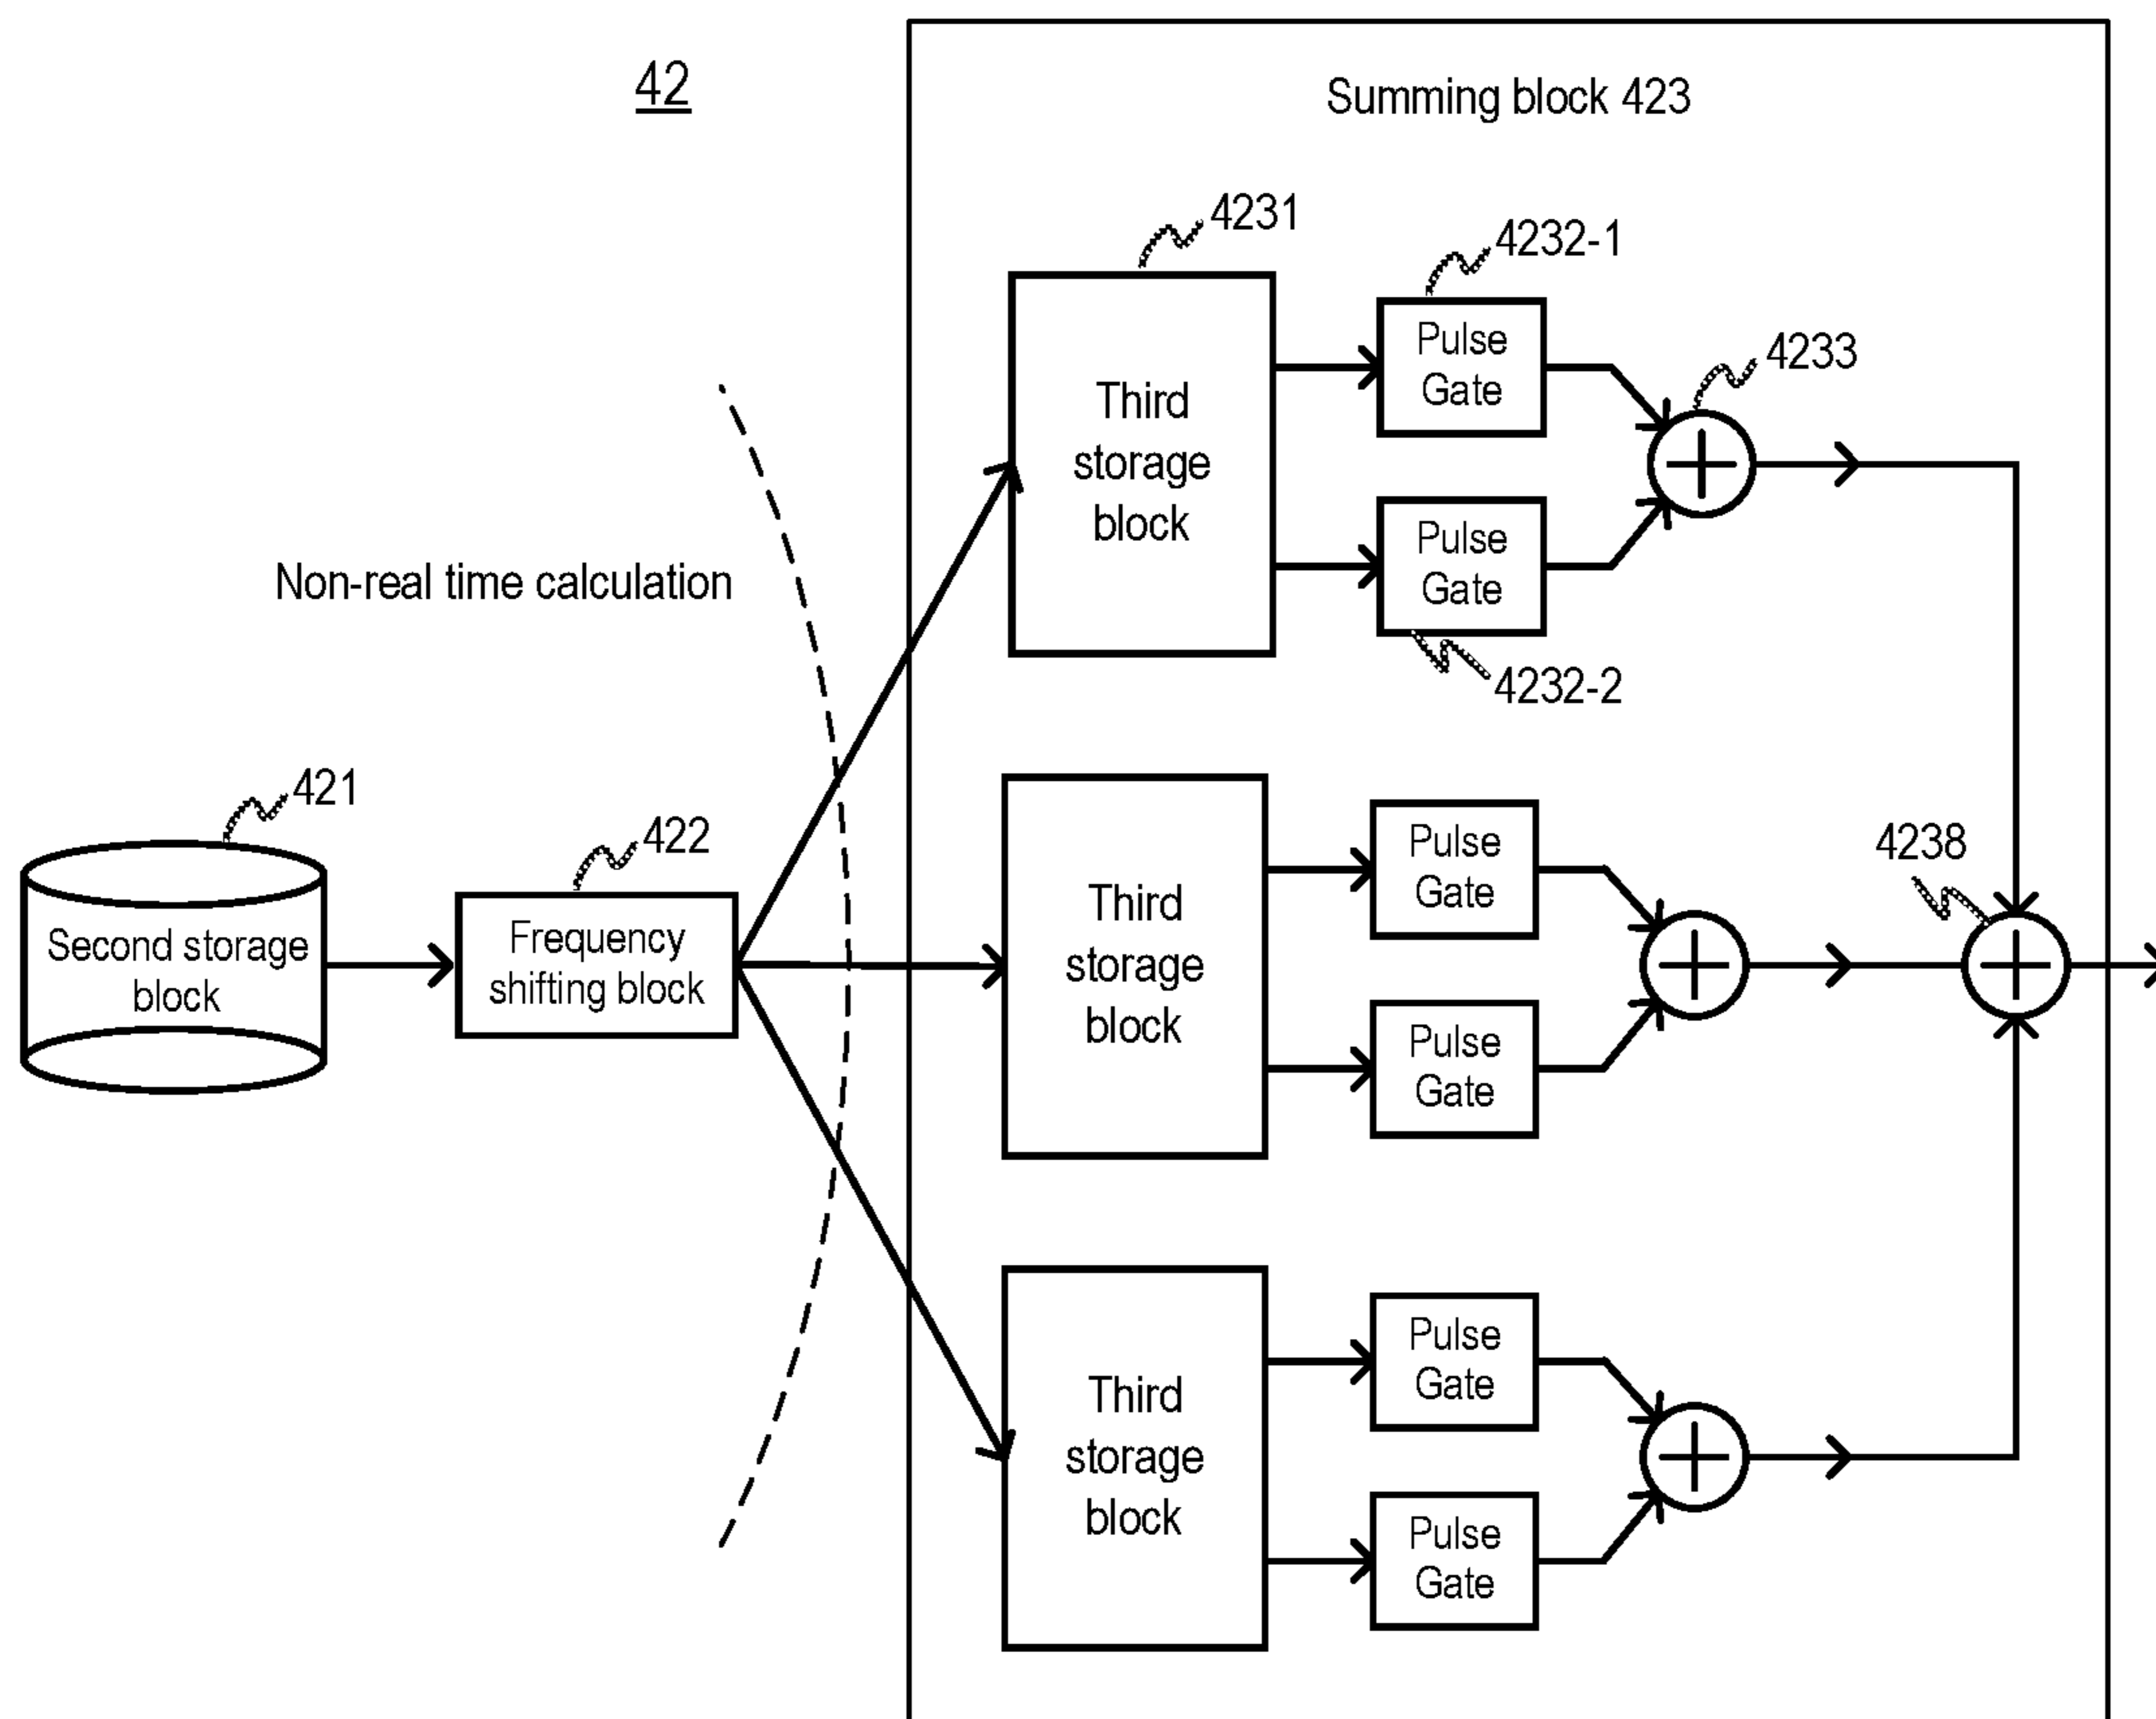 42
Summing block 423
4231
4232-1
Pulse
Gate
4233
Third
storage
block
Pulse
Gate
4232-2
Non-real time calculation
421
Second storage
block
422
Frequency
shifting block
Third
storage
block
Pulse
Gate
Pulse
Gate
4238
Third
storage
block
Pulse
Gate
Pulse
Gate